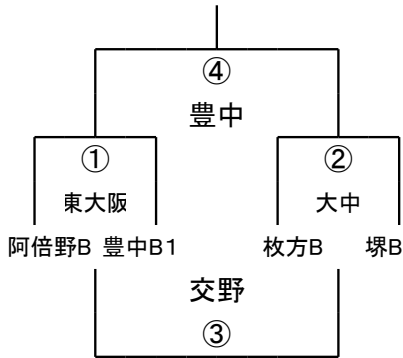 ④
豊中
① ②
東大阪 大中
阿倍野B 豊中B1 枚方B 堺B
交野
③